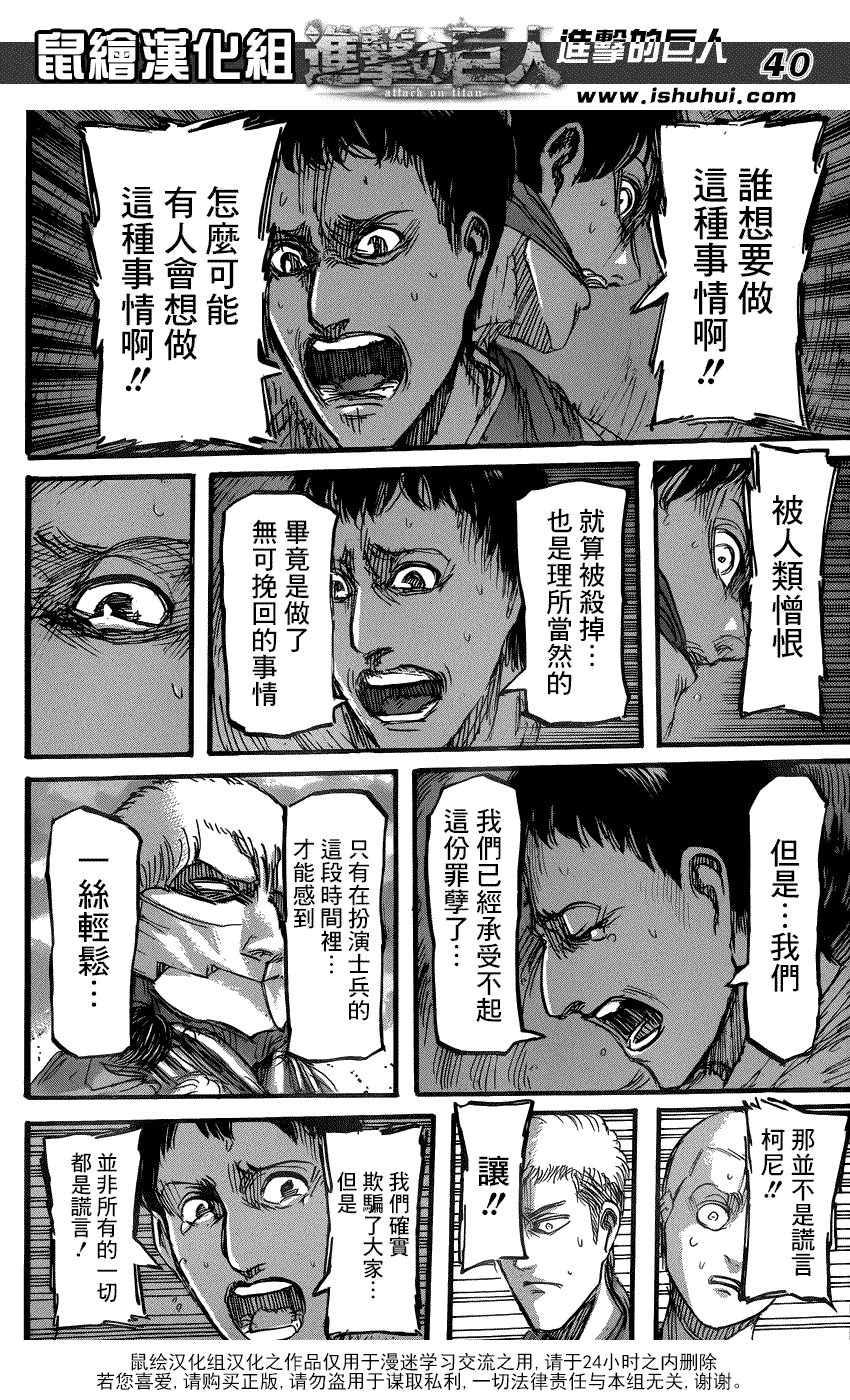 鼠繪漢化組
進撃の巨人
attack on titan
進擊的巨人
40
www.ishuhui.com
誰想要做
這種事情啊!!
怎麼可能
有人會想做
這種事情啊!!
被人類憎恨
就算被殺掉…
也是理所當然的
畢竟是做了
無可挽回的事情
但是…我們
我們已經承受不起
這份罪孽了…
只有在扮演士兵的
這段時間裡…
才能感到
一絲輕鬆…
那並不是謊言
柯尼!!
讓!!
我們確實
欺騙了大家…
但是
並非所有的一切
都是謊言!
鼠绘汉化组汉化之作品仅用于漫迷学习交流之用,请于24小时之内删除
若您喜爱,请购买正版,请勿用于谋取私利,一切法律责任与本组无关,谢谢。